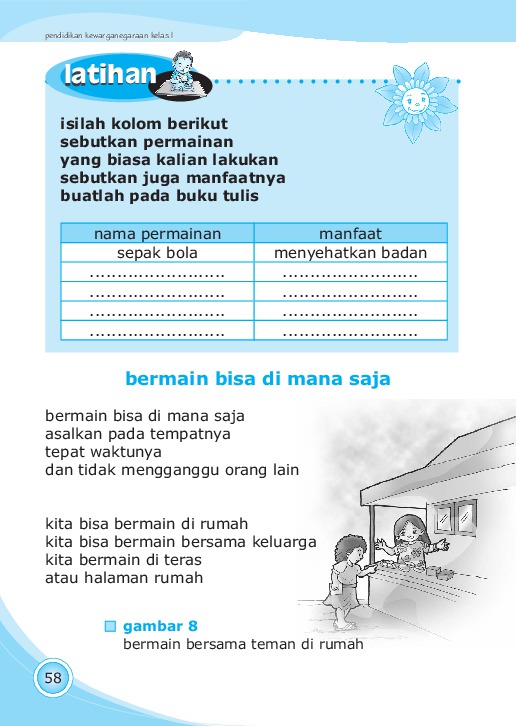 pendidikan kewarganegaraan kelas I
latihan
isilah kolom berikut
sebutkan permainan
yang biasa kalian lakukan
sebutkan juga manfaatnya
buatlah pada buku tulis
nama permainan manfaat
sepak bola menyehatkan badan
........................ ........................
........................ ........................
........................ ........................
........................ ........................
bermain bisa di mana saja
bermain bisa di mana saja
asalkan pada tempatnya
tepat waktunya
dan tidak mengganggu orang lain
kita bisa bermain di rumah
kita bisa bermain bersama keluarga
kita bermain di teras
atau halaman rumah
gambar 8
bermain bersama teman di rumah
58